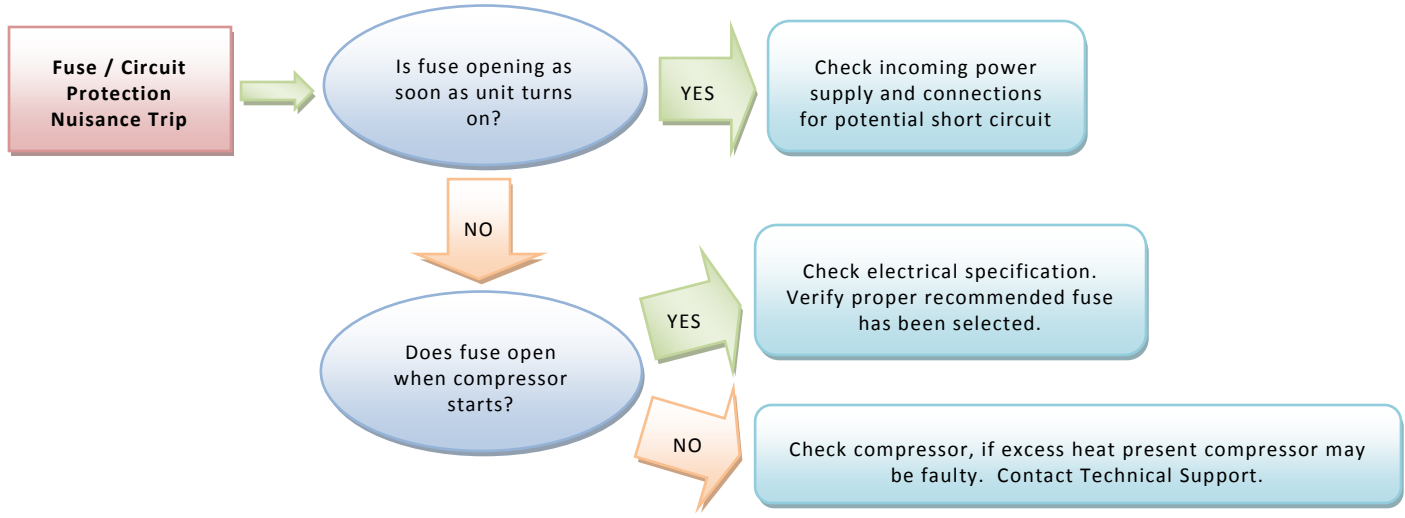 Fuse / Circuit
Protection
Nuisance Trip
Is fuse opening as
soon as unit turns
on?
YES
Check incoming power
supply and connections
for potential short circuit
NO
Does fuse open
when compressor
starts?
YES
Check electrical specification.
Verify proper recommended fuse
has been selected.
NO
Check compressor, if excess heat present compressor may
be faulty.  Contact Technical Support.